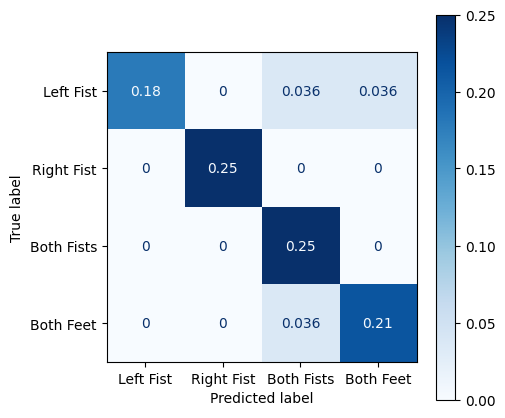 0.25
Left Fist 0.18 0 0.036 0.036
0.20
Right Fist 0 0.25 0 0
0.15
True label
0.10
Both Fists 0 0 0.25 0
0.05
Both Feet 0 0 0.036 0.21
0.00
Left Fist Right Fist Both Fists Both Feet
Predicted label